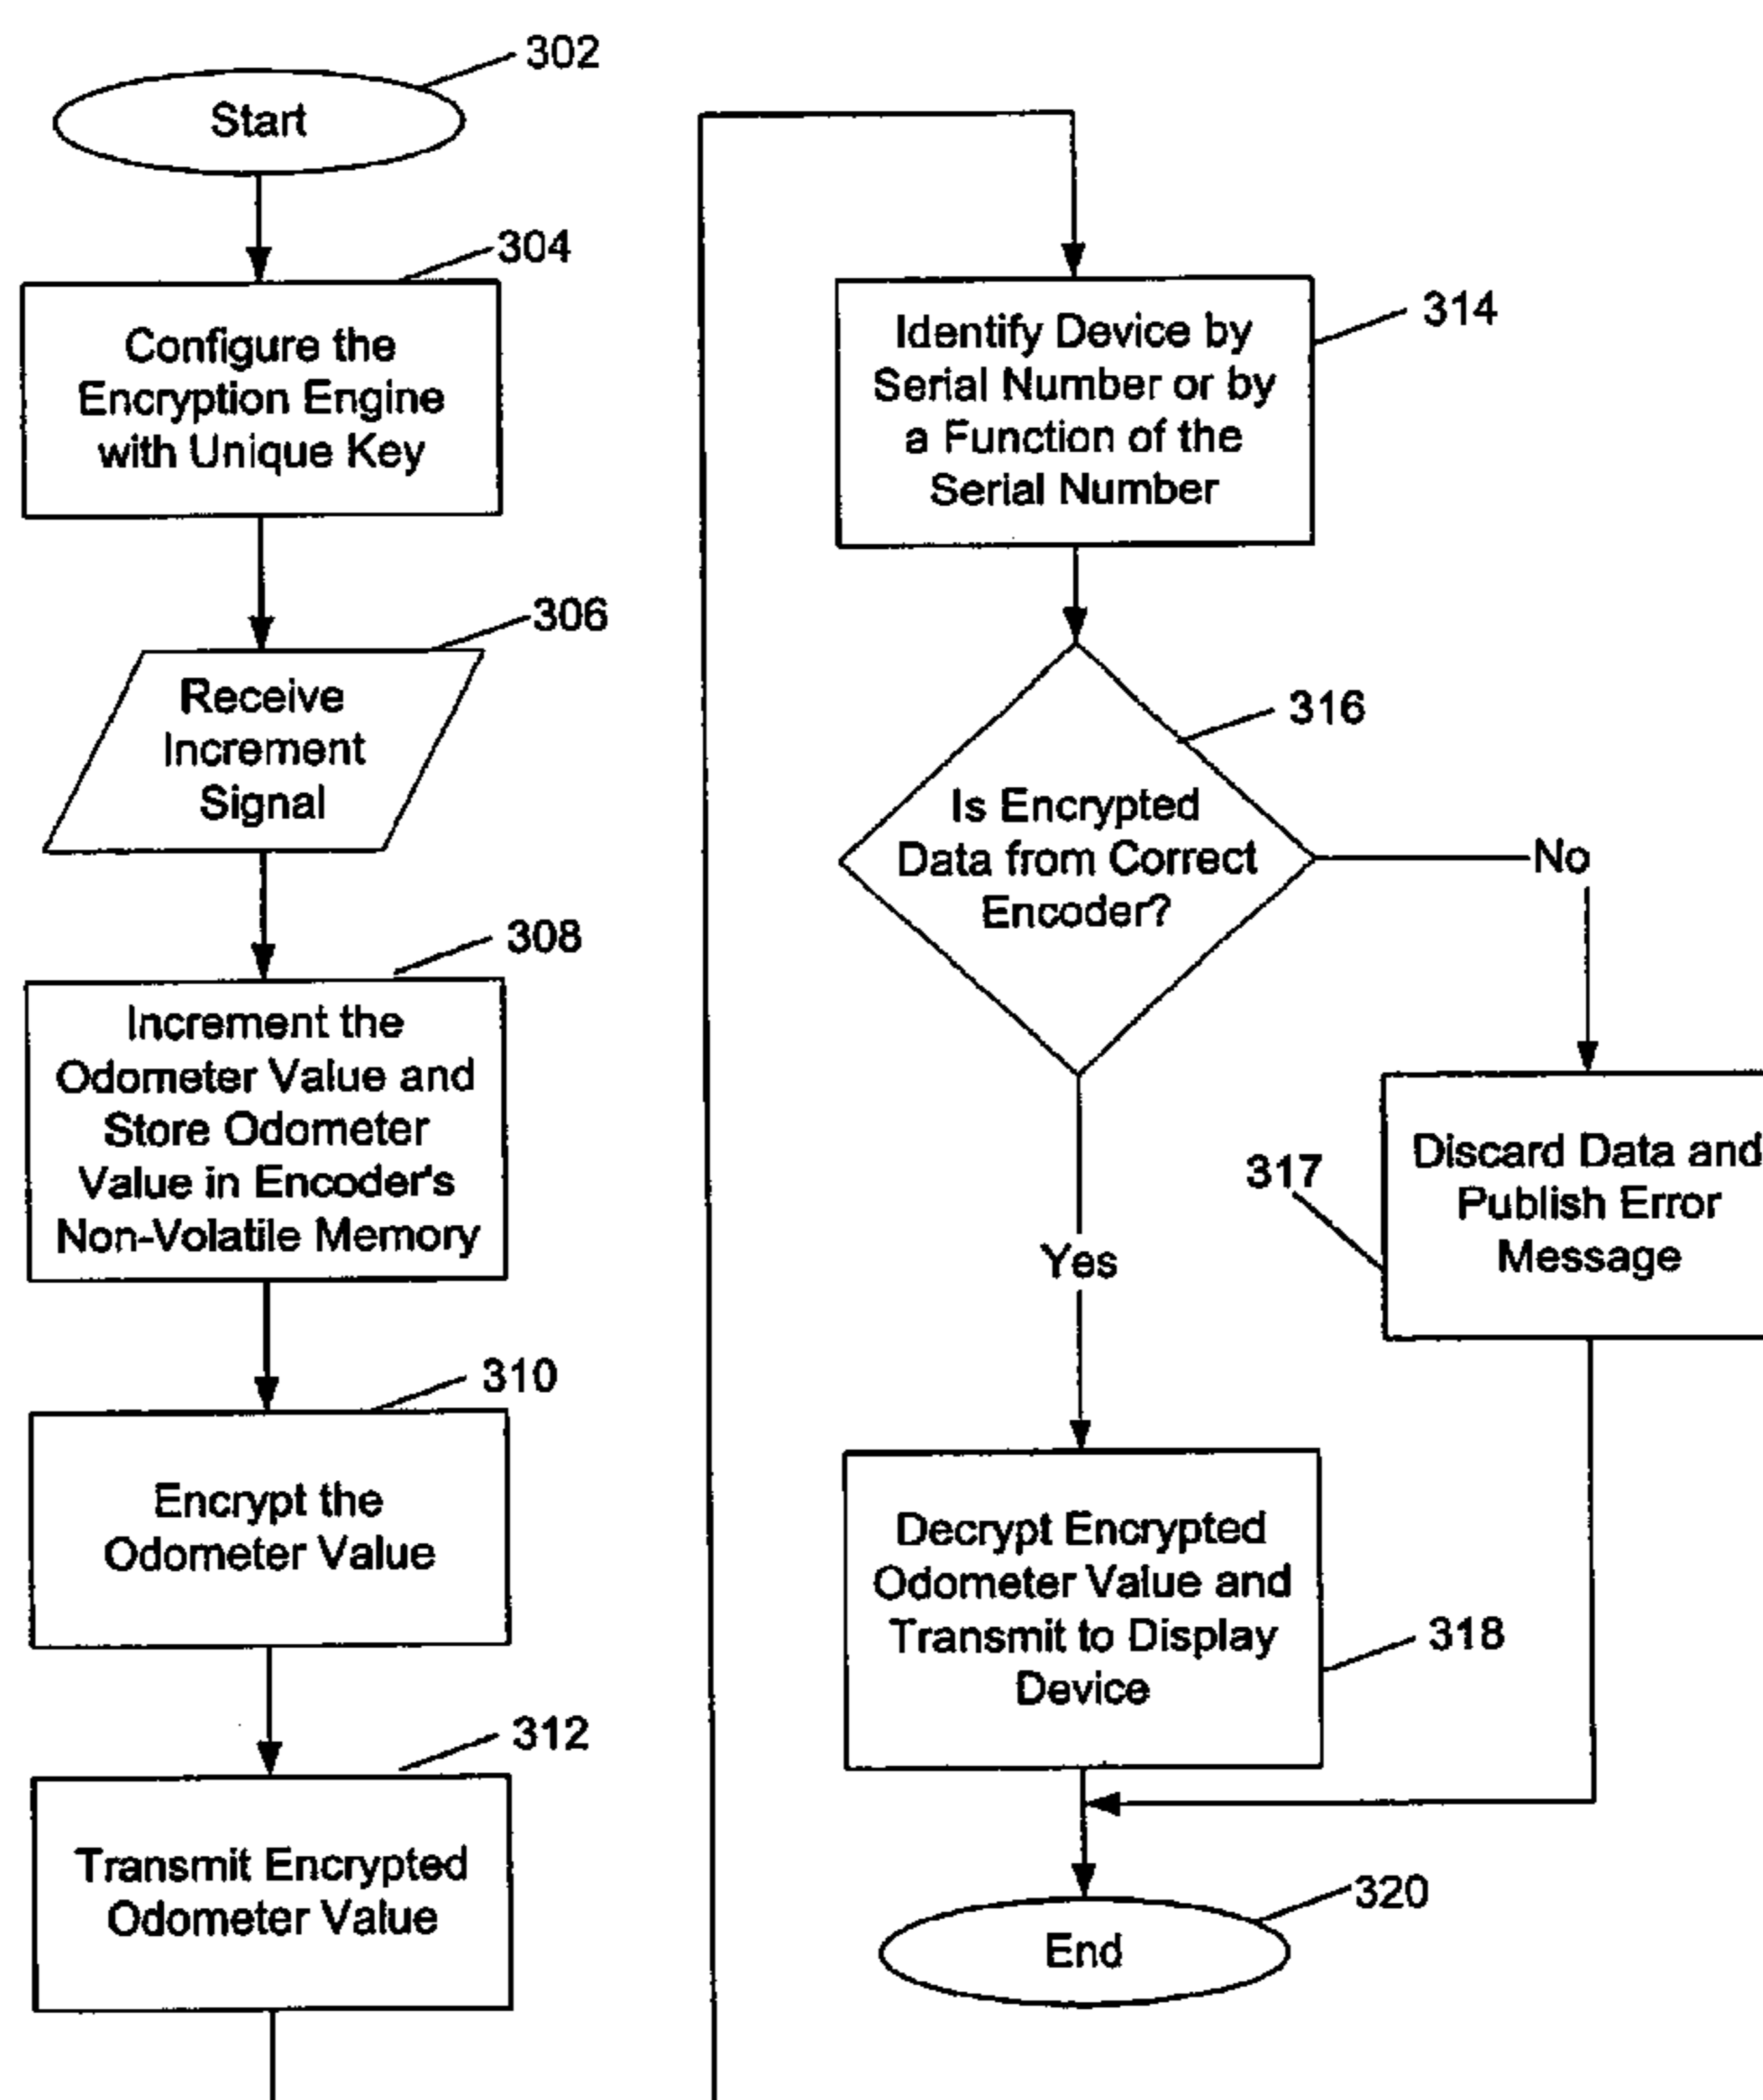 302
Start
304
Configure the
Encryption Engine
with Unique Key
306
Receive
Increment
Signal
308
Increment the
Odometer Value and
Store Odometer
Value in Encoder's
Non-Volatile Memory
310
Encrypt the
Odometer Value
312
Transmit Encrypted
Odometer Value
314
Identify Device by
Serial Number or by
a Function of the
Serial Number
316
Is Encrypted
Data from Correct
Encoder?
No
317
Discard Data and
Publish Error
Message
Yes
Decrypt Encrypted
Odometer Value and
Transmit to Display
Device
318
320
End